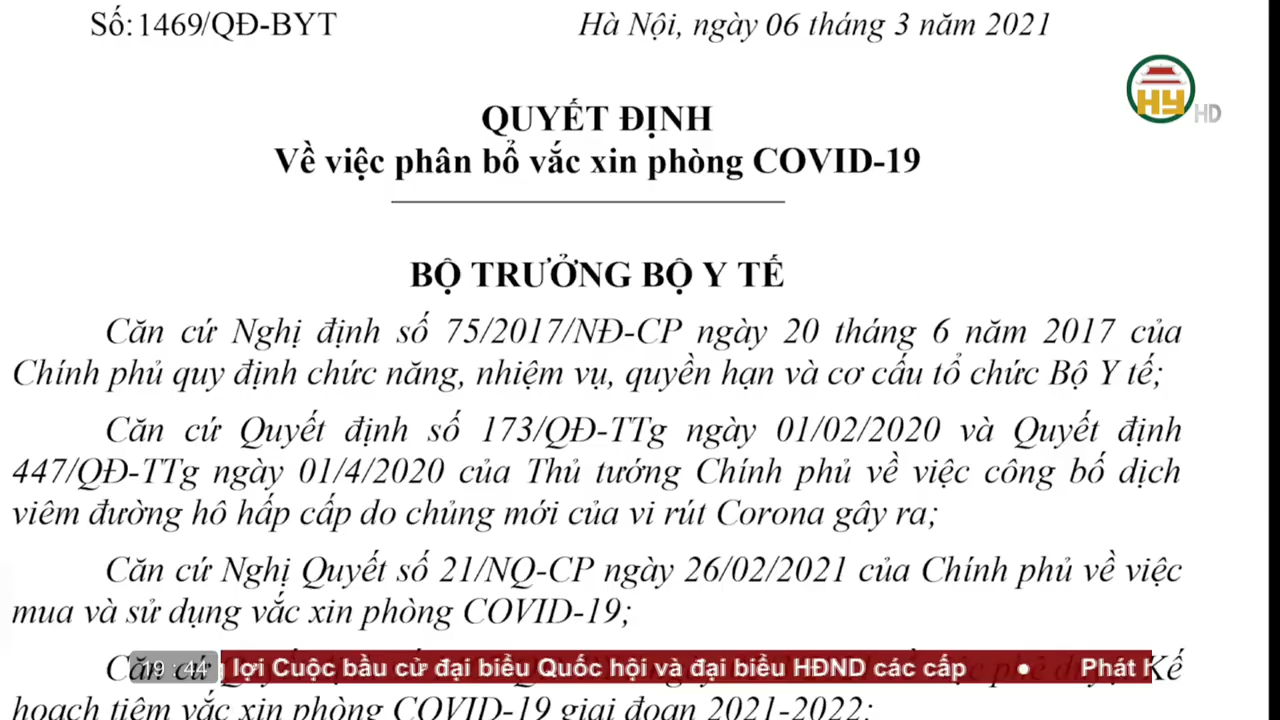 Số: 1469/QĐ-BYT
Hà Nội, ngày 06 tháng 3 năm 2021
HY HD
QUYẾT ĐỊNH
Về việc phân bổ vắc xin phòng COVID-19
BỘ TRƯỞNG BỘ Y TẾ
Căn cứ Nghị định số 75/2017/NĐ-CP ngày 20 tháng 6 năm 2017 của
Chính phủ quy định chức năng, nhiệm vụ, quyền hạn và cơ cấu tổ chức Bộ Y tế;
Căn cứ Quyết định số 173/QĐ-TTg ngày 01/02/2020 và Quyết định
447/QĐ-TTg ngày 01/4/2020 của Thủ tướng Chính phủ về việc công bố dịch
viêm đường hô hấp cấp do chủng mới của vi rút Corona gây ra;
Căn cứ Nghị Quyết số 21/NQ-CP ngày 26/02/2021 của Chính phủ về việc
mua và sử dụng vắc xin phòng COVID-19;
Căn cứ Kế
19 : 44 lợi Cuộc bầu cử đại biểu Quốc hội và đại biểu HĐND các cấp • Phát
hoạch tiêm vắc xin phòng COVID-19 giai đoạn 2021-2022;